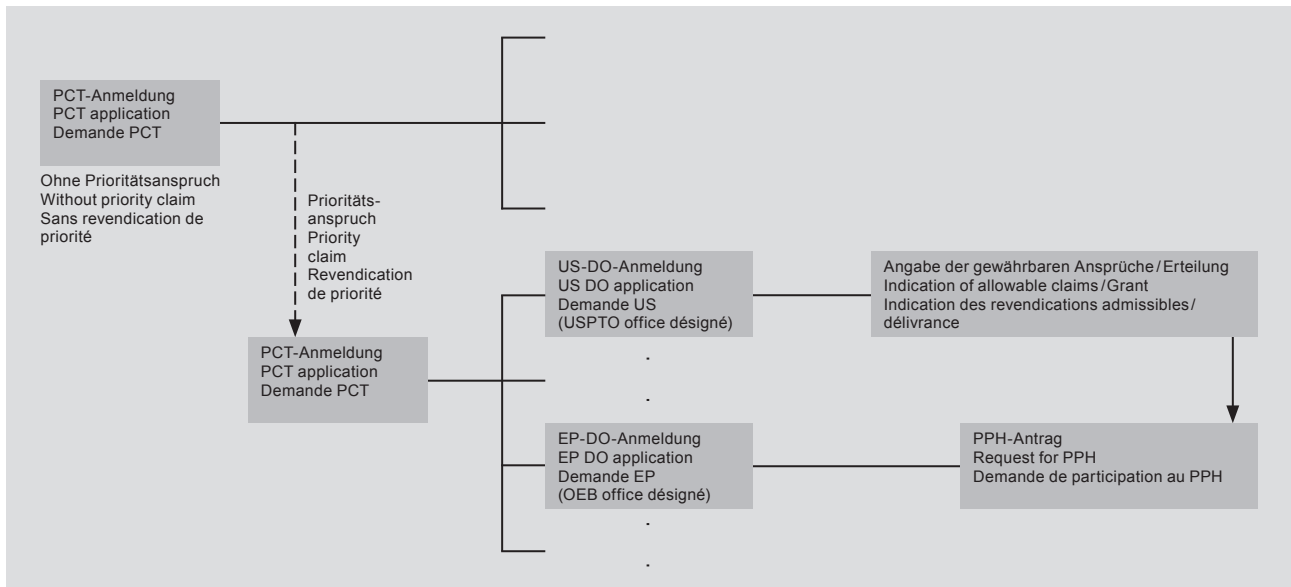 PCT-Anmeldung
PCT application
Demande PCT
Ohne Prioritätsanspruch
Without priority claim
Sans revendication de
priorité
Prioritäts-
anspruch
Priority
claim
Revendication
de priorité
PCT-Anmeldung
PCT application
Demande PCT
US-DO-Anmeldung
US DO application
Demande US
(USPTO office désigné)
Angabe der gewährbaren Ansprüche/Erteilung
Indication of allowable claims/Grant
Indication des revendications admissibles/
délivrance
EP-DO-Anmeldung
EP DO application
Demande EP
(OEB office désigné)
PPH-Antrag
Request for PPH
Demande de participation au PPH